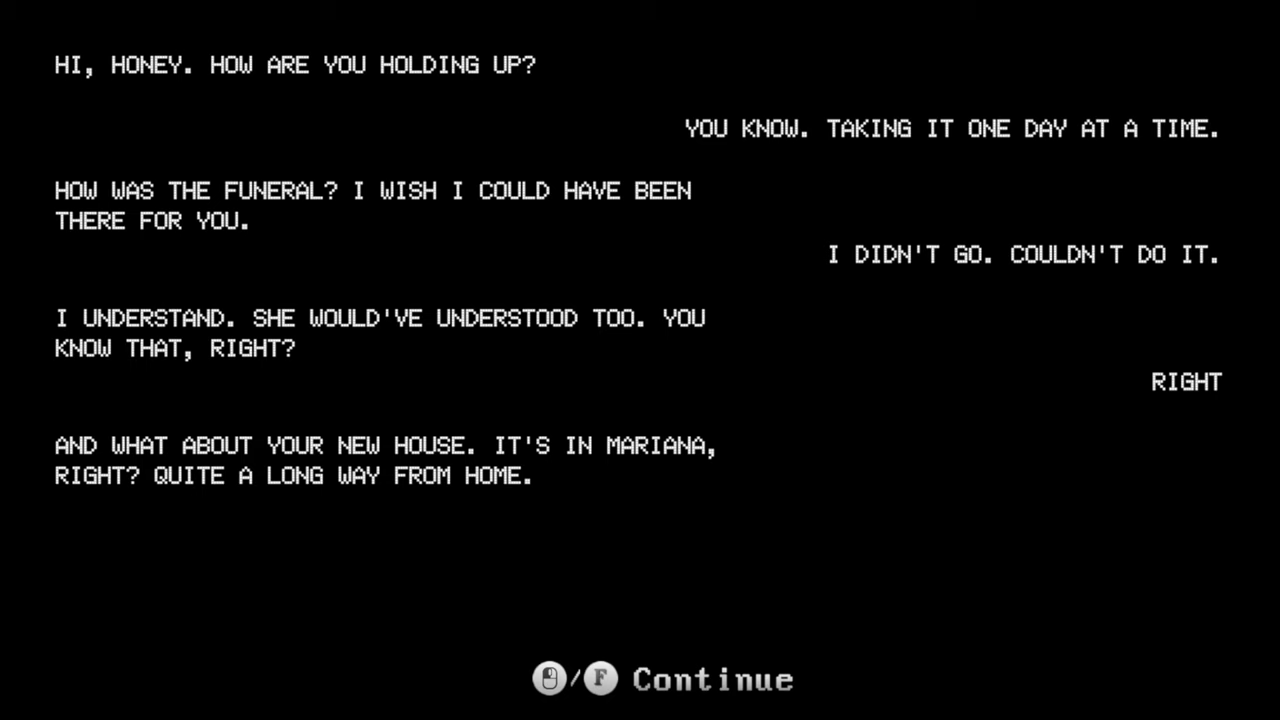 HI, HONEY. HOW ARE YOU HOLDING UP?
YOU KNOW. TAKING IT ONE DAY AT A TIME.
HOW WAS THE FUNERAL? I WISH I COULD HAVE BEEN
THERE FOR YOU.
I DIDN'T GO. COULDN'T DO IT.
I UNDERSTAND. SHE WOULD'VE UNDERSTOOD TOO. YOU
KNOW THAT, RIGHT?
RIGHT
AND WHAT ABOUT YOUR NEW HOUSE. IT'S IN MARIANA,
RIGHT? QUITE A LONG WAY FROM HOME.
/F Continue